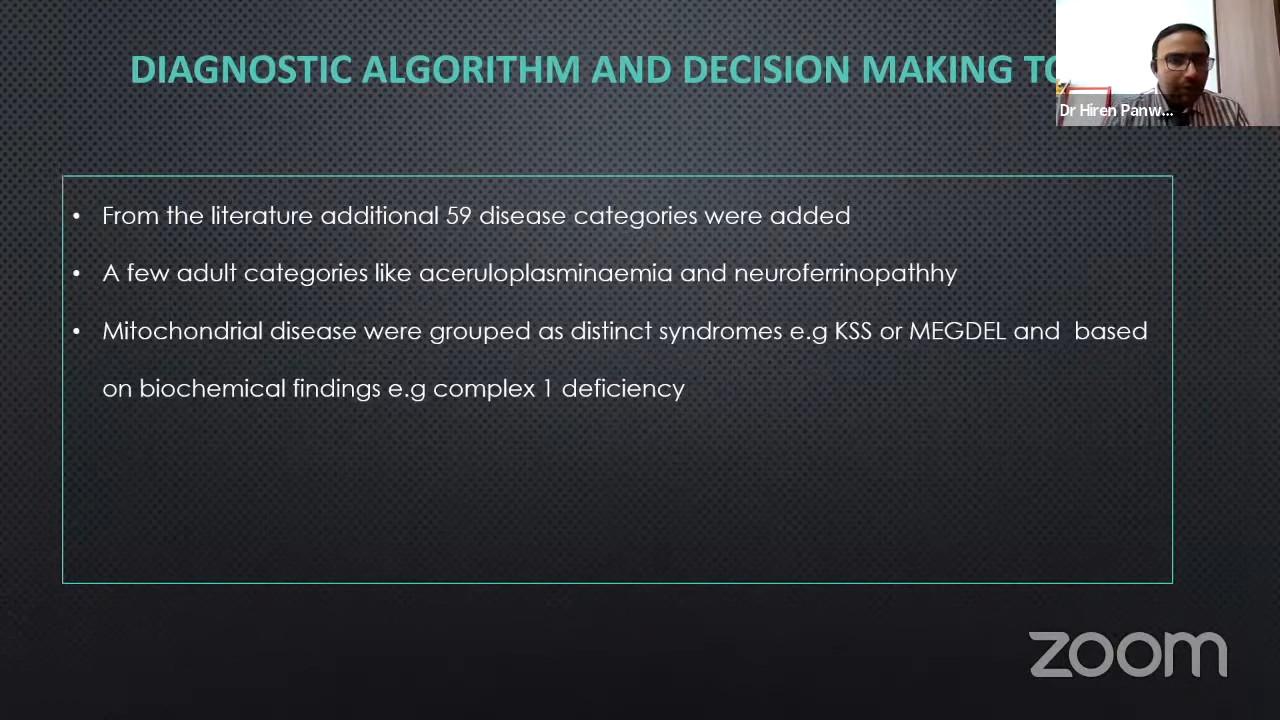 DIAGNOSTIC ALGORITHM AND DECISION MAKING
Dr Hiren Panw...
• From the literature additional 59 disease categories were added
• A few adult categories like aceruloplasminaemia and neuroferrinopathhy
• Mitochondrial disease were grouped as distinct syndromes e.g KSS or MEGDEL and based
on biochemical findings e.g complex 1 deficiency
zoom